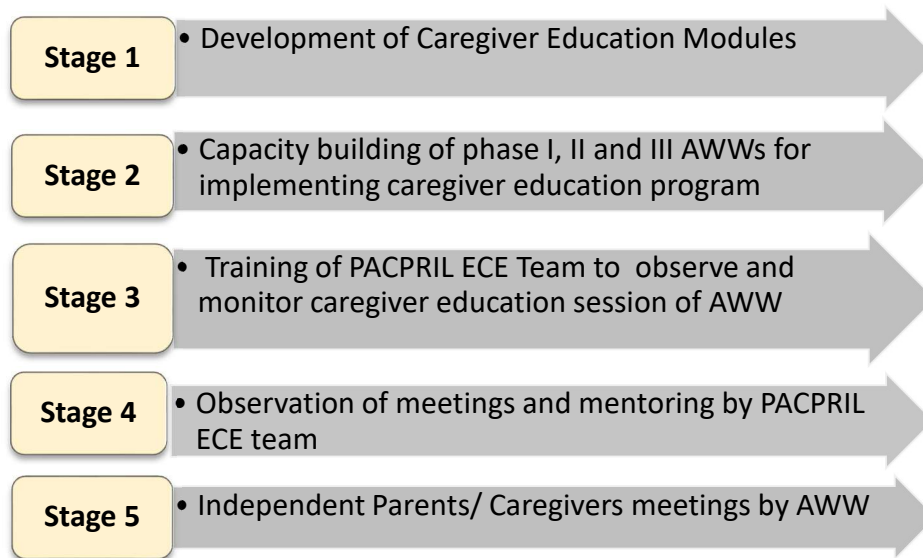 Stage 1
• Development of Caregiver Education Modules
Stage 2
• Capacity building of phase I, II and III AWWs for
implementing caregiver education program
Stage 3
• Training of PACPRIL ECE Team to observe and
monitor caregiver education session of AWW
Stage 4
• Observation of meetings and mentoring by PACPRIL
ECE team
Stage 5
• Independent Parents/ Caregivers meetings by AWW